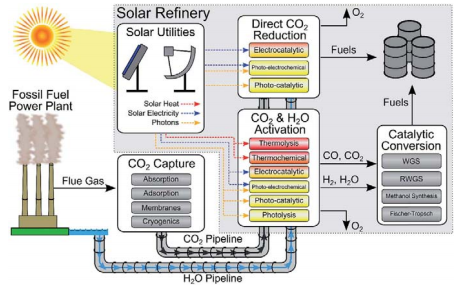 Solar Refinery
Solar Utilities
Solar Heat
Solar Electricity
Photons
Direct CO2
Reduction
Electrocatalytic
Photo-electrochemical
Photo-catalytic
O2
Fuels
Fossil Fuel
Power Plant
Flue Gas
CO2 Capture
Absorption
Adsorption
Membranes
Cryogenics
CO2 & H2O
Activation
Thermolysis
Thermochemical
Electrocatalytic
Photo-electrochemical
Photo-catalytic
Photolysis
CO, CO2
H2, H2O
O2
Fuels
Catalytic
Conversion
WGS
RWGS
Methanol Synthesis
Fischer-Tropsch
CO2 Pipeline
H2O Pipeline